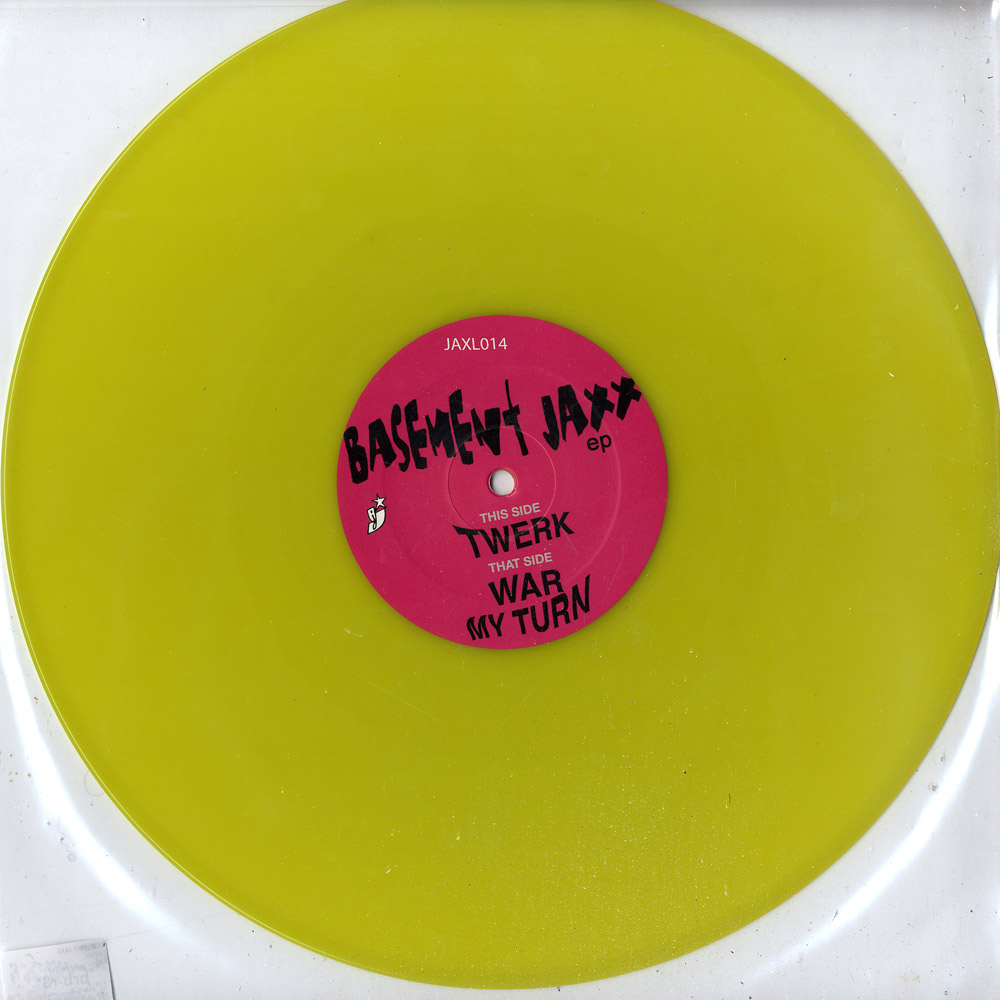 JAXL014
BASEMENT JAXX
ep
THIS SIDE
TWERK
THAT SIDE
WAR
MY TURN